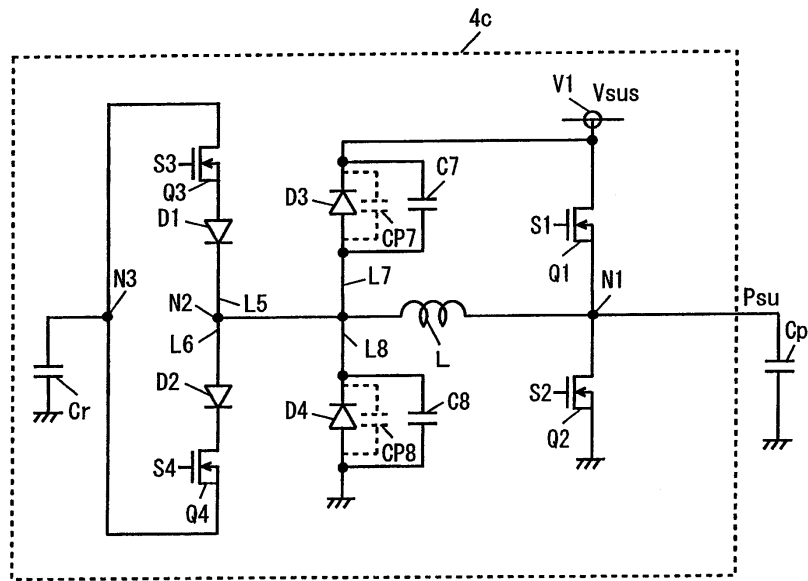 4c
V1
Vsus
S3
Q3
D1
D3
C7
CP7
S1
Q1
N3
N2
L5
L7
N1
Psu
L6
L8
L
Cr
D2
D4
C8
CP8
S2
Q2
Cp
S4
Q4